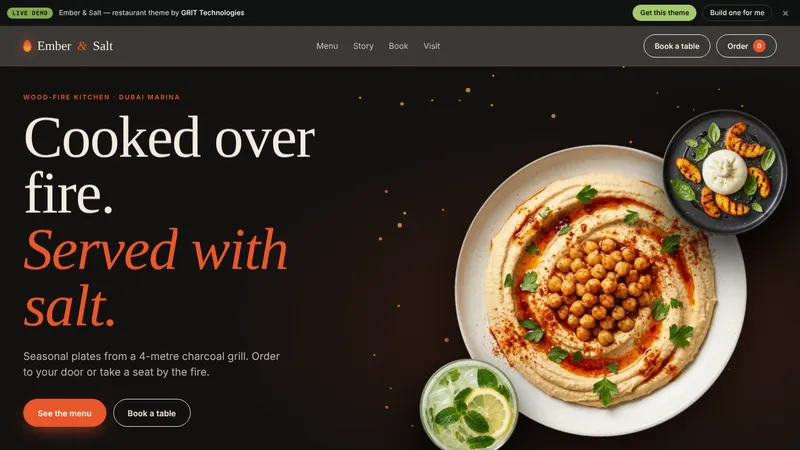 LIVE DEMO Ember & Salt — restaurant theme by GRIT Technologies Get this theme Build one for me ×
Ember & Salt Menu Story Book Visit Book a table Order 0
WOOD-FIRE KITCHEN · DUBAI MARINA
Cooked over
fire.
Served with
salt.
Seasonal plates from a 4-metre charcoal grill. Order
to your door or take a seat by the fire.
See the menu Book a table